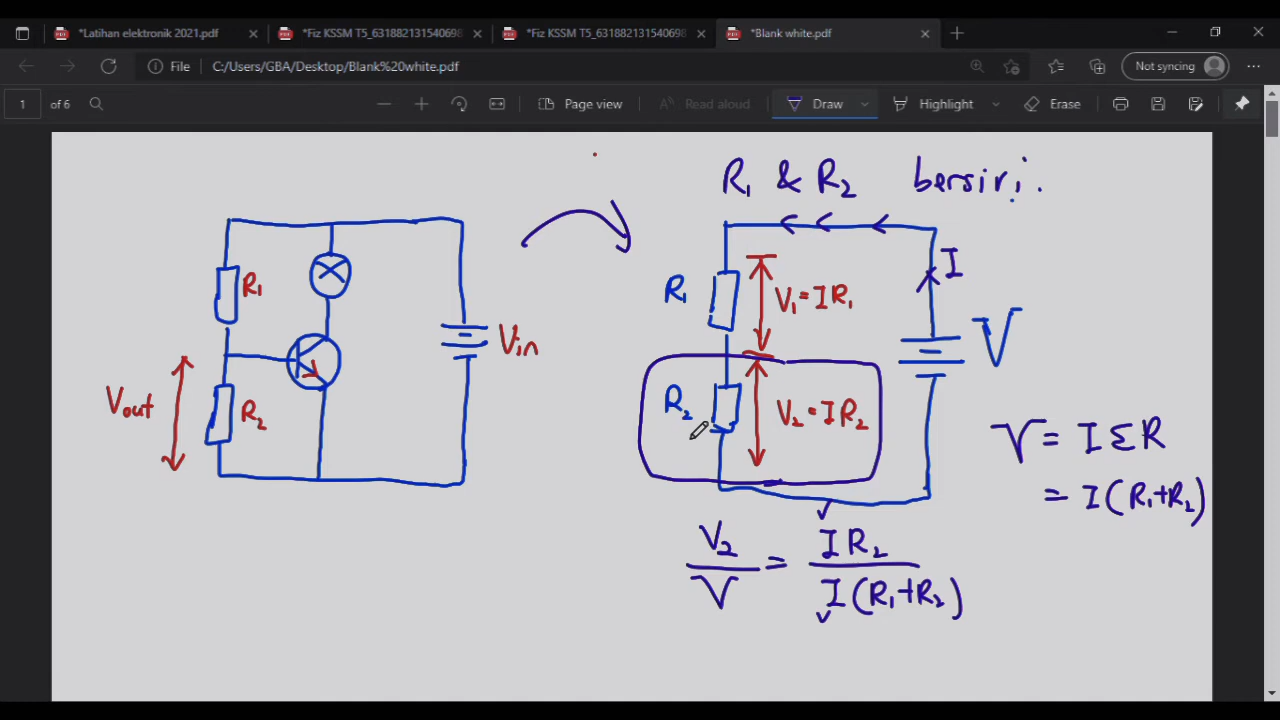 *Latihan elektronik 2021.pdf
*Fiz KSSM T5_631882131540698
*Fiz KSSM T5_631882131540698
*Blank white.pdf
File
C:/Users/GBA/Desktop/Blank%20white.pdf
Not syncing
1 of 6
Page view
Read aloud
Draw
Highlight
Erase
R₁ & R₂ bersiri.
R₁
Vin
Vout
R₂
I
R₁
V₁ = IR₁
V
R₂
V₂ = IR₂
V = IΣR
= I(R₁+R₂)
V₂/V = IR₂/I(R₁+R₂)